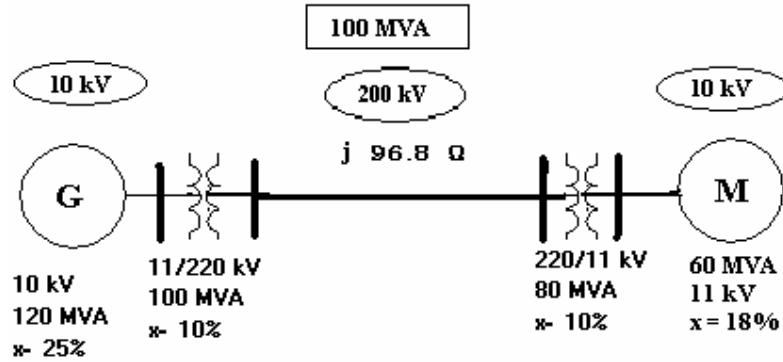 100 MVA
10 kV
200 kV
10 kV
j 96.8 Ω
G
M
10 kV
120 MVA
x- 25%
11/220 kV
100 MVA
x- 10%
220/11 kV
80 MVA
x- 10%
60 MVA
11 kV
x = 18%